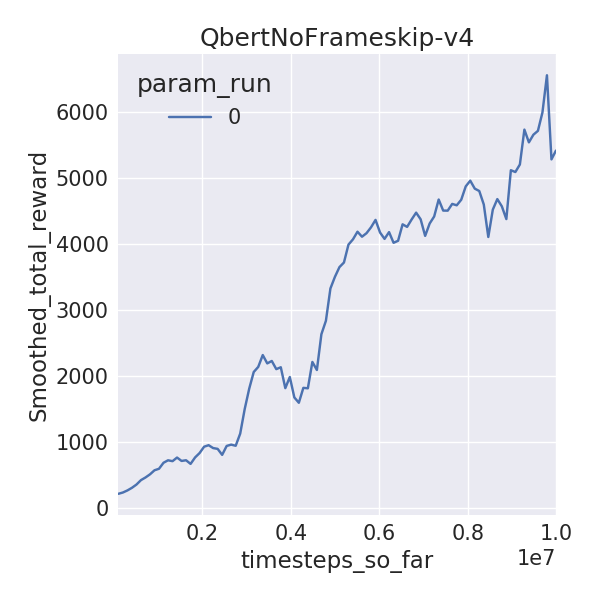 QbertNoFrameskip-v4
param_run
0
6000
5000
4000
3000
2000
1000
0
Smoothed_total_reward
0.2 0.4 0.6 0.8 1.0
timesteps_so_far
1e7